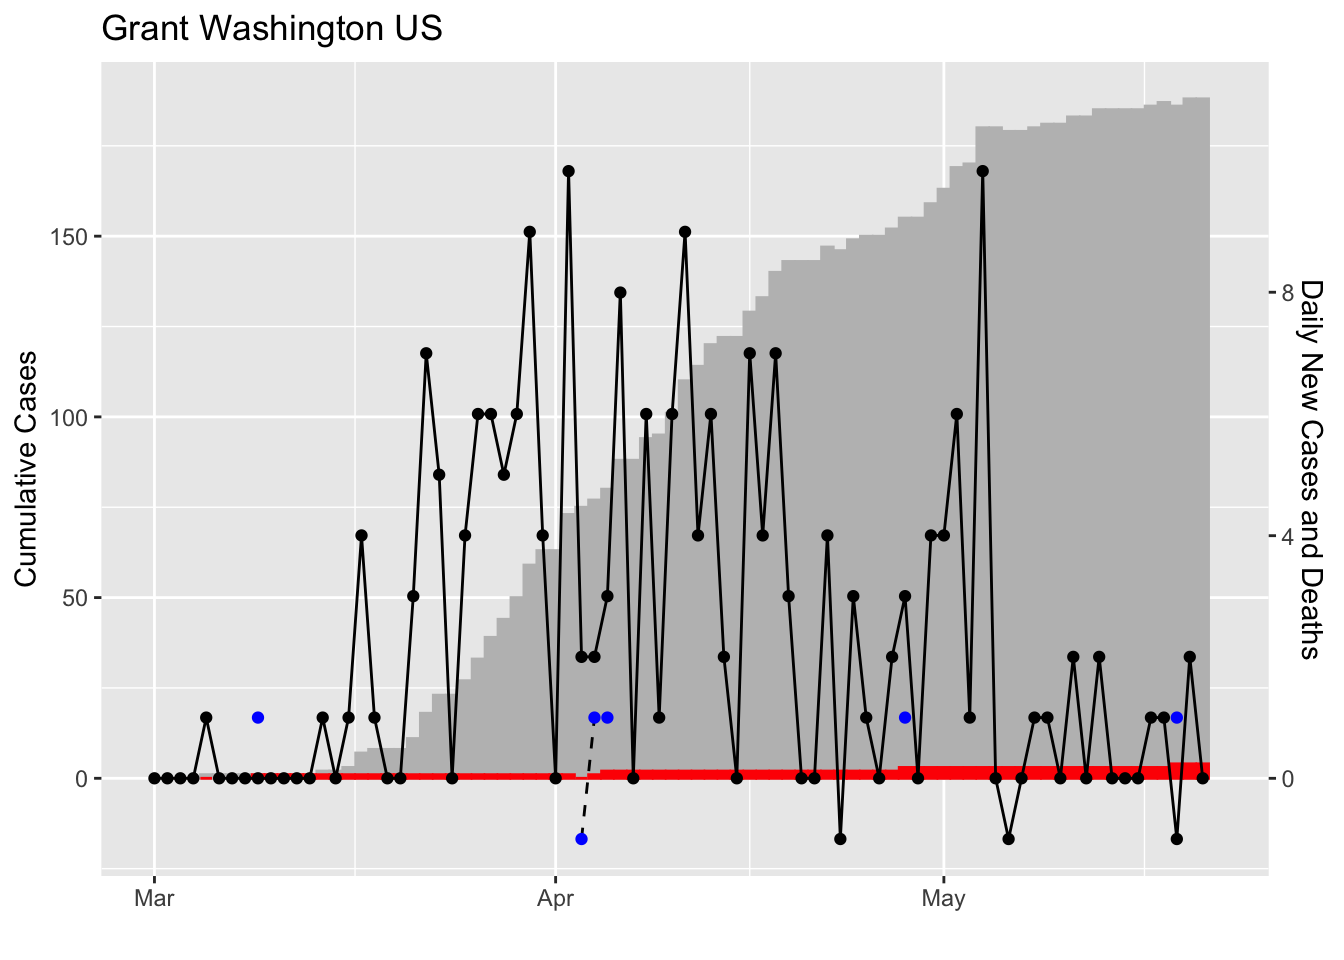 Grant Washington US
Cumulative Cases
150
100
50
0
8
4
0
Daily New Cases and Deaths
Mar
Apr
May